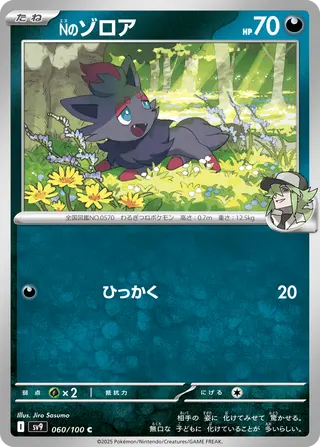 たね
Nのゾロア
エヌ
HP70
全国図鑑NO.0570 わるぎつねポケモン 高さ:0.7m 重さ:12.5kg
ひっかく 20
弱点 ×2 抵抗力 にげる
Illus. Jiro Sasumo
I sv9 060/100 C
相手の 姿に 化けてみせて 驚かせる。
無口な 子どもに 化けていることが 多いらしい。
©2025 Pokémon/Nintendo/Creatures/GAME FREAK.